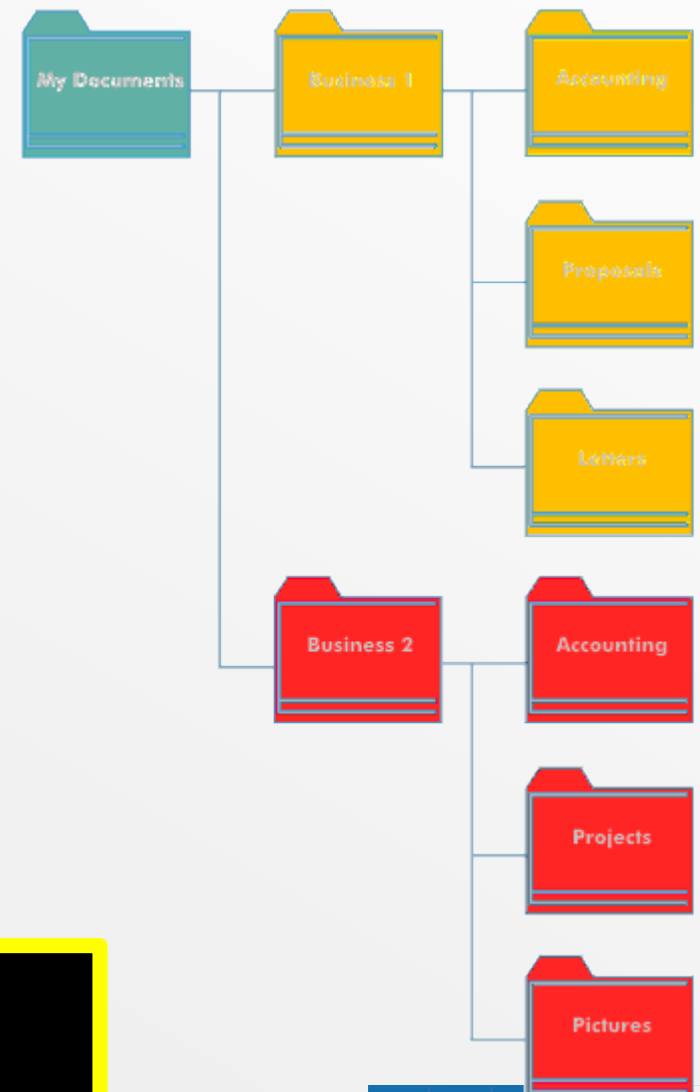 My Documents
Business 1
Accounting
Proposals
Letters
Business 2
Accounting
Projects
Pictures